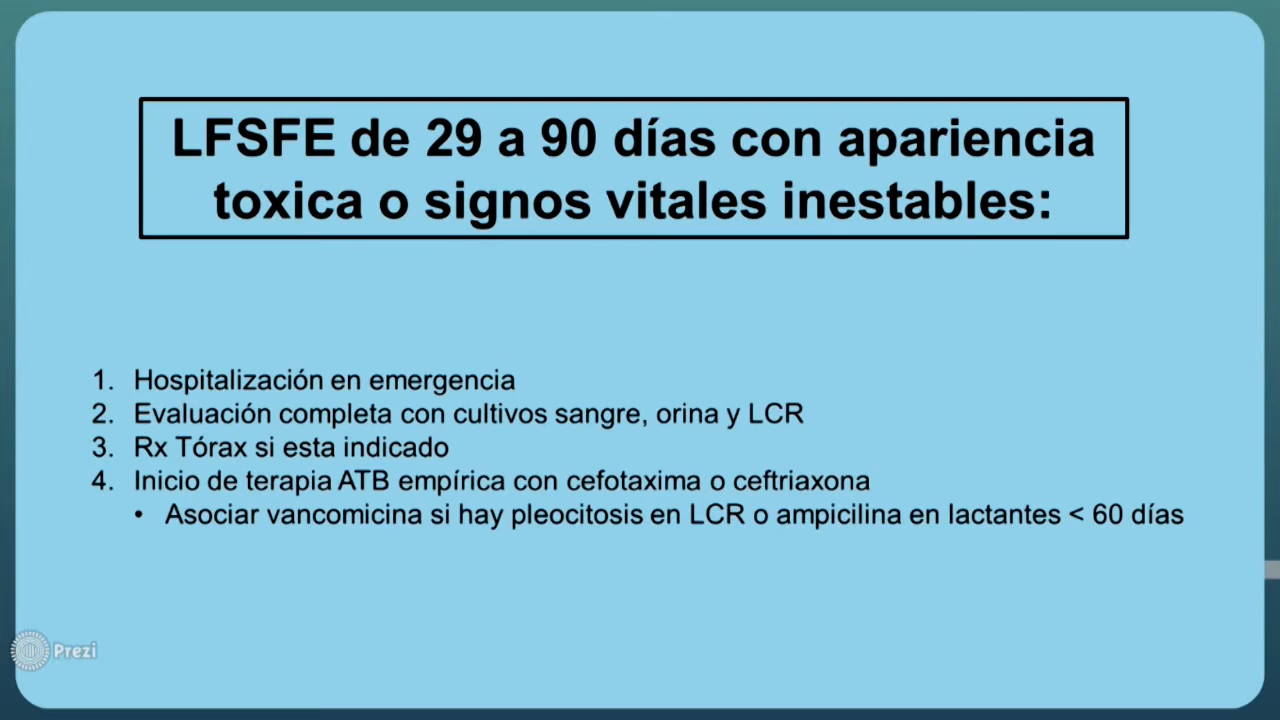 LFSFE de 29 a 90 días con apariencia
toxica o signos vitales inestables:
1. Hospitalización en emergencia
2. Evaluación completa con cultivos sangre, orina y LCR
3. Rx Tórax si esta indicado
4. Inicio de terapia ATB empírica con cefotaxima o ceftriaxona
• Asociar vancomicina si hay pleocitosis en LCR o ampicilina en lactantes < 60 días
Prezi